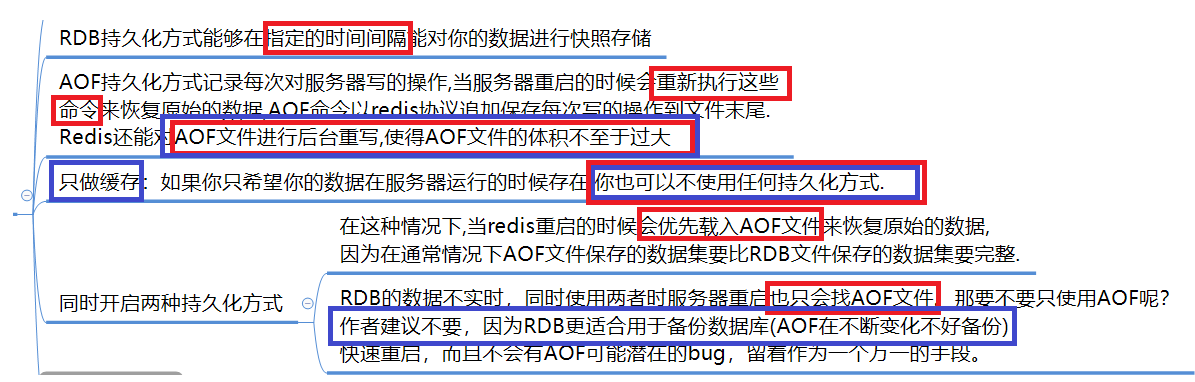 RDB持久化方式能够在指定的时间间隔能对你的数据进行快照存储
AOF持久化方式记录每次对服务器写的操作,当服务器重启的时候会重新执行这些
命令来恢复原始的数据,AOF命令以redis协议追加保存每次写的操作到文件末尾.
Redis还能对AOF文件进行后台重写,使得AOF文件的体积不至于过大
只做缓存：如果你只希望你的数据在服务器运行的时候存在,你也可以不使用任何持久化方式.
同时开启两种持久化方式
在这种情况下,当redis重启的时候会优先载入AOF文件来恢复原始的数据,
因为在通常情况下AOF文件保存的数据集要比RDB文件保存的数据集要完整.
RDB的数据不实时，同时使用两者时服务器重启也只会找AOF文件。那要不要只使用AOF呢？
作者建议不要，因为RDB更适合用于备份数据库(AOF在不断变化不好备份)
快速重启，而且不会有AOF可能潜在的bug，留着作为一个万一的手段。